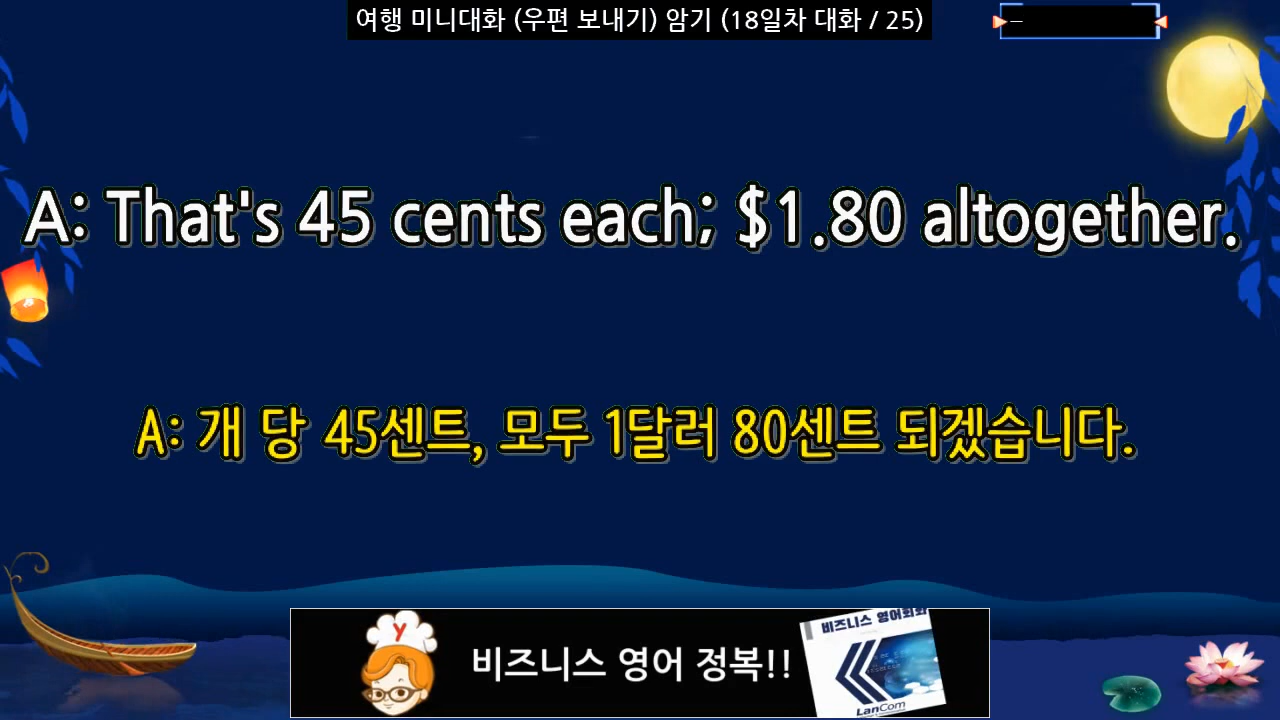 여행 미니대화 (우편 보내기) 암기 (18일차 대화 / 25)
A: That's 45 cents each; $1.80 altogether.
A: 개 당 45센트, 모두 1달러 80센트 되겠습니다.
Y
비즈니스 영어 정복!!
비즈니스 영어회화
LanCom